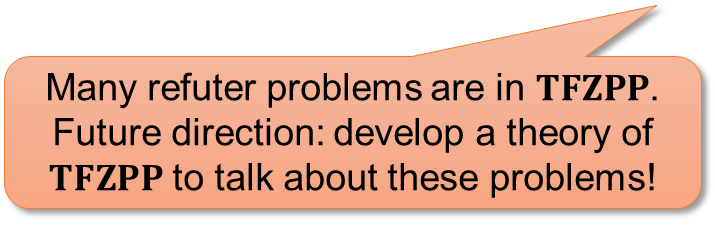 Many refuter problems are in TFZPP.
Future direction: develop a theory of
TFZPP to talk about these problems!